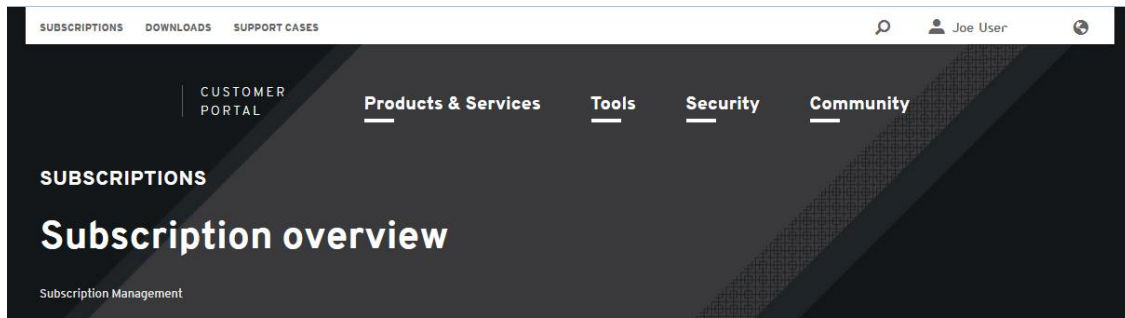 SUBSCRIPTIONS DOWNLOADS SUPPORT CASES Joe User
CUSTOMER
PORTAL
Products & Services Tools Security Community
SUBSCRIPTIONS
Subscription overview
Subscription Management